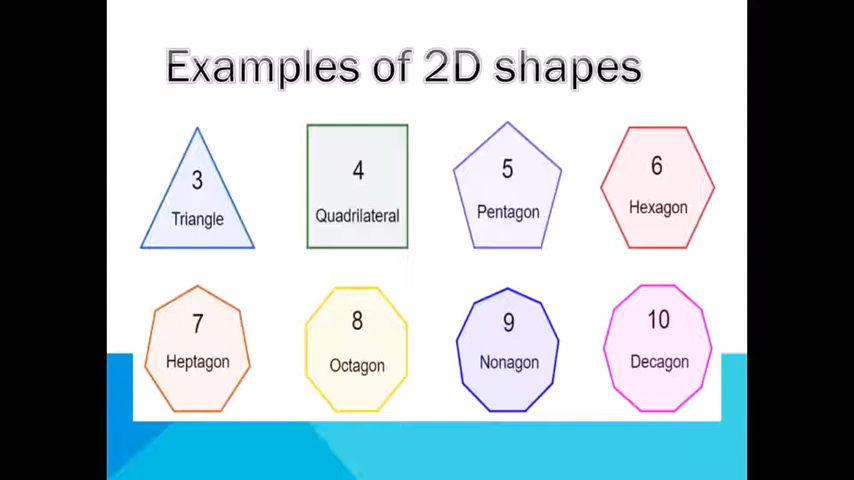 Examples of 2D shapes
3
Triangle
4
Quadrilateral
5
Pentagon
6
Hexagon
7
Heptagon
8
Octagon
9
Nonagon
10
Decagon